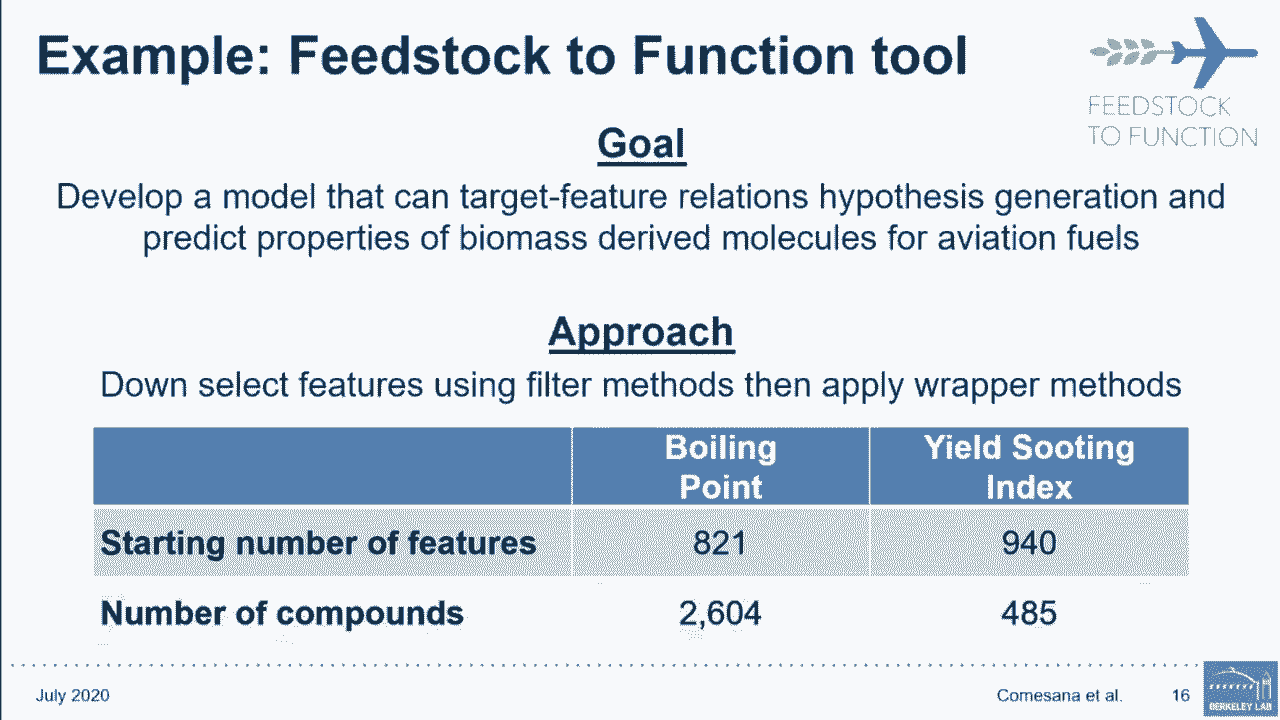 Example: Feedstock to Function tool
FEEDSTOCK
TO FUNCTION
Goal
Develop a model that can target-feature relations hypothesis generation and
predict properties of biomass derived molecules for aviation fuels
Approach
Down select features using filter methods then apply wrapper methods
Boiling
Point
Yield Sooting
Index
Starting number of features 821 940
Number of compounds 2,604 485
July 2020
Comesana et al.
16
BERKELEY LAB